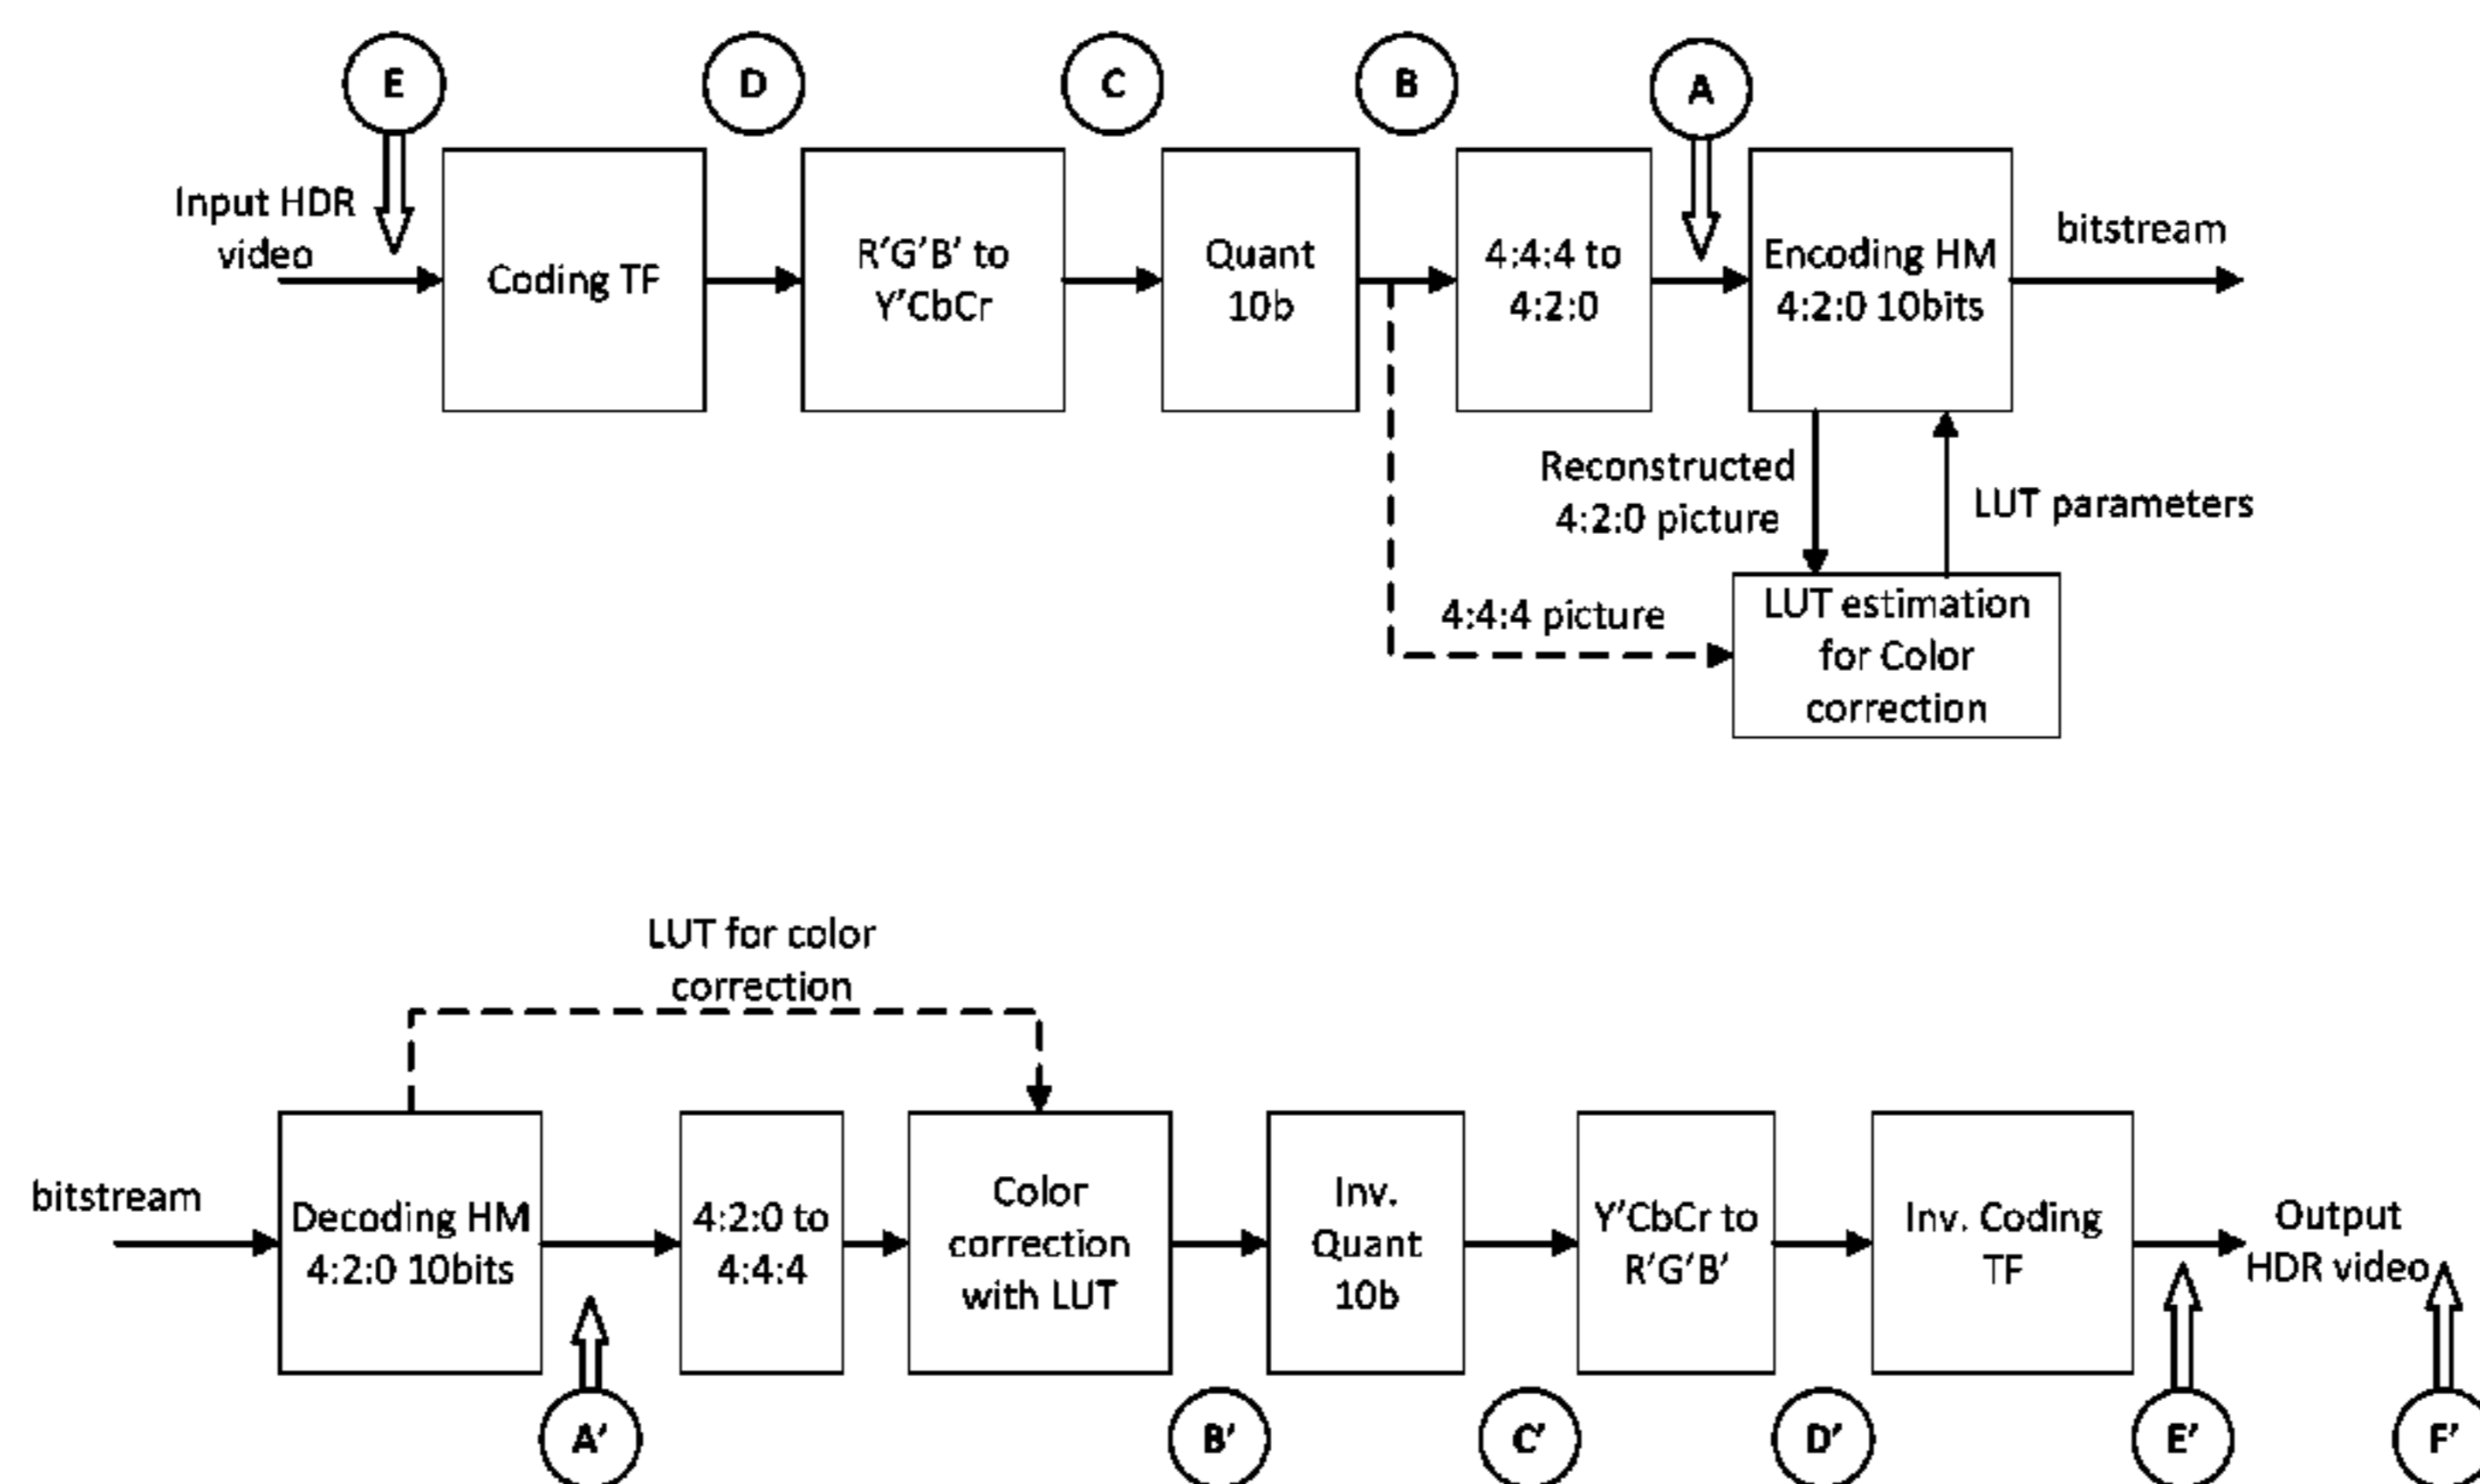 E
D
C
B
A
Input HDR
video
Coding TF
R'G'B' to
Y'CbCr
Quant
10b
4:4:4 to
4:2:0
Encoding HM
4:2:0 10bits
bitstream
Reconstructed
4:2:0 picture
LUT parameters
4:4:4 picture
LUT estimation
for Color
correction
LUT for color
correction
bitstream
Decoding HM
4:2:0 10bits
4:2:0 to
4:4:4
Color
correction
with LUT
Inv.
Quant
10b
Y'CbCr to
R'G'B'
Inv. Coding
TF
Output
HDR video
A'
B'
C'
D'
E'
F'